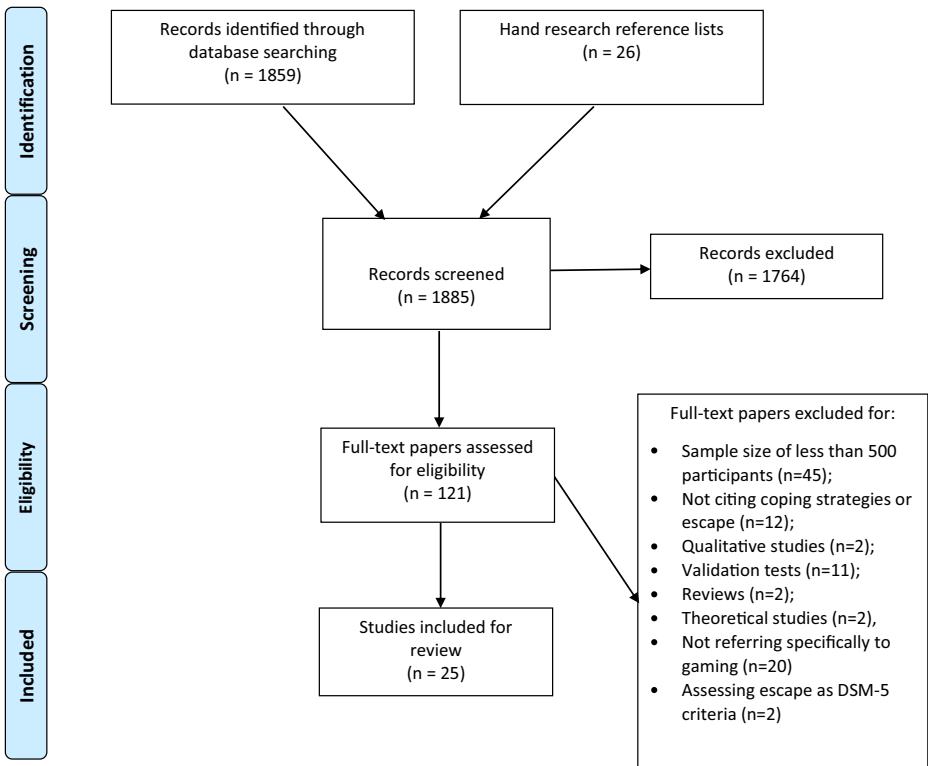 Identification
Records identified through
database searching
(n = 1859)
Hand research reference lists
(n = 26)
Screening
Records screened
(n = 1885)
Records excluded
(n = 1764)
Eligibility
Full-text papers assessed
for eligibility
(n = 121)
Full-text papers excluded for:
• Sample size of less than 500
participants (n=45);
• Not citing coping strategies or
escape (n=12);
• Qualitative studies (n=2);
• Validation tests (n=11);
• Reviews (n=2);
• Theoretical studies (n=2),
• Not referring specifically to
gaming (n=20)
• Assessing escape as DSM-5
criteria (n=2)
Included
Studies included for
review
(n = 25)